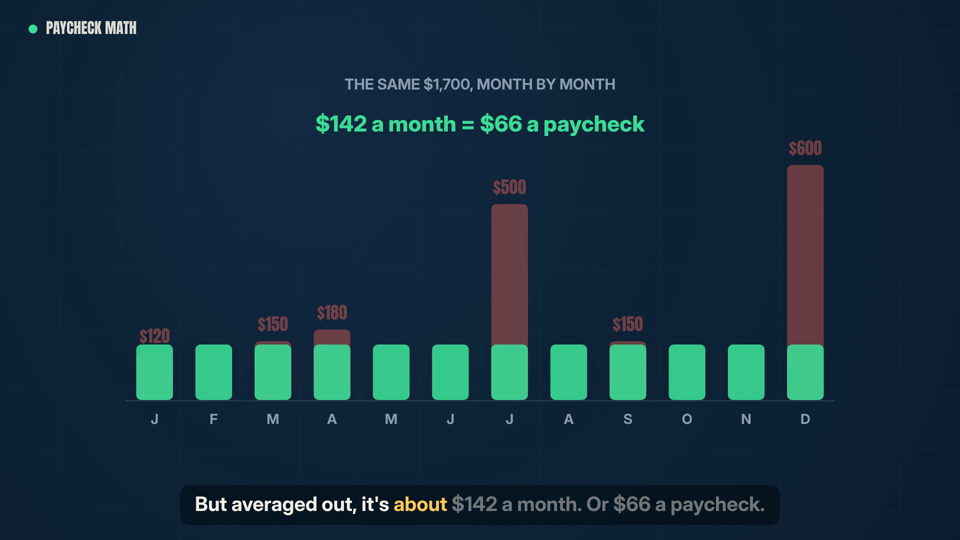 PAYCHECK MATH
THE SAME $1,700, MONTH BY MONTH
$142 a month = $66 a paycheck
$600
$500
$180
$150
$150
$120
J F M A M J J A S O N D
But averaged out, it's about $142 a month. Or $66 a paycheck.